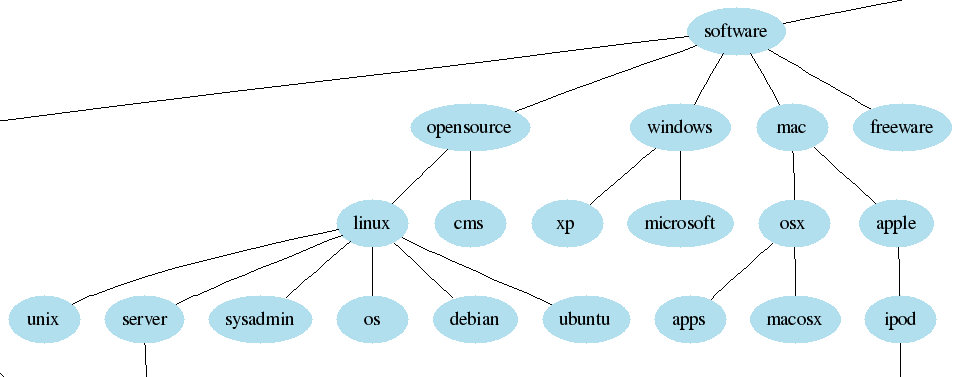 software
opensource
windows
mac
freeware
linux
cms
xp
microsoft
osx
apple
unix
server
sysadmin
os
debian
ubuntu
apps
macosx
ipod